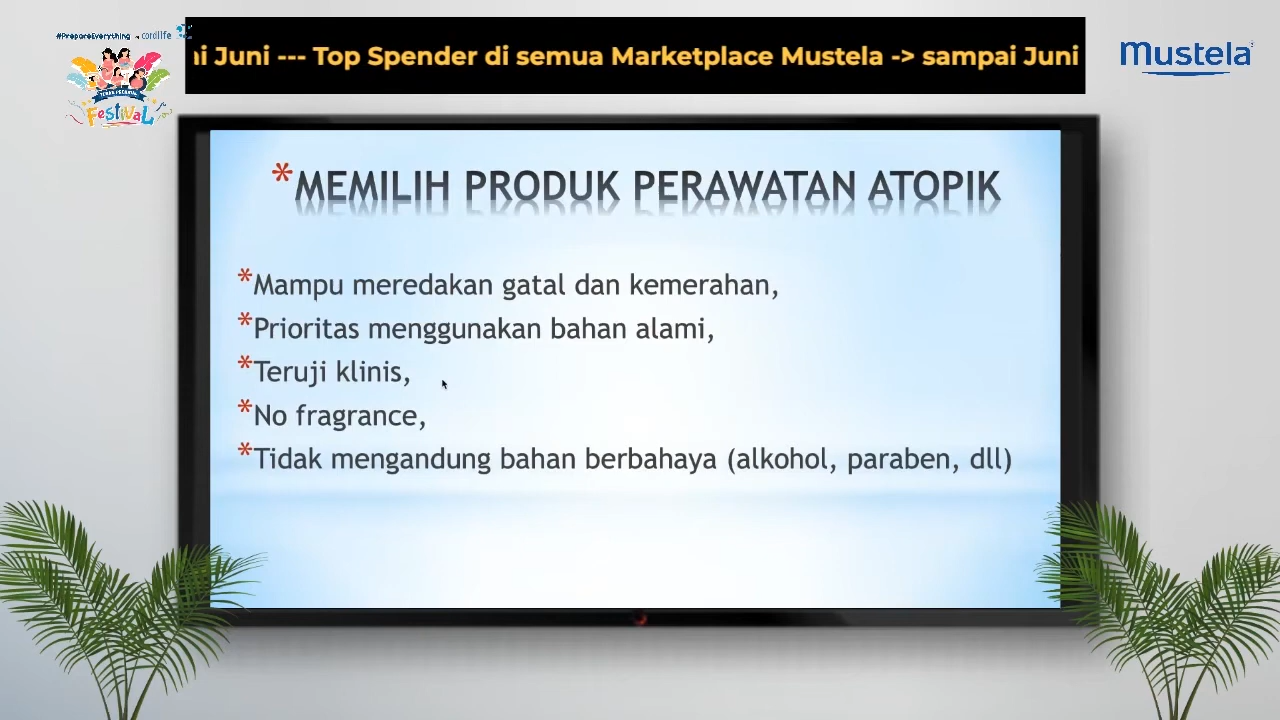 #PrepareEverything by cordlife
FESTIVAL
ni Juni --- Top Spender di semua Marketplace Mustela -> sampai Juni
mustela
*MEMILIH PRODUK PERAWATAN ATOPIK
*Mampu meredakan gatal dan kemerahan,
*Prioritas menggunakan bahan alami,
*Teruji klinis,
*No fragrance,
*Tidak mengandung bahan berbahaya (alkohol, paraben, dll)